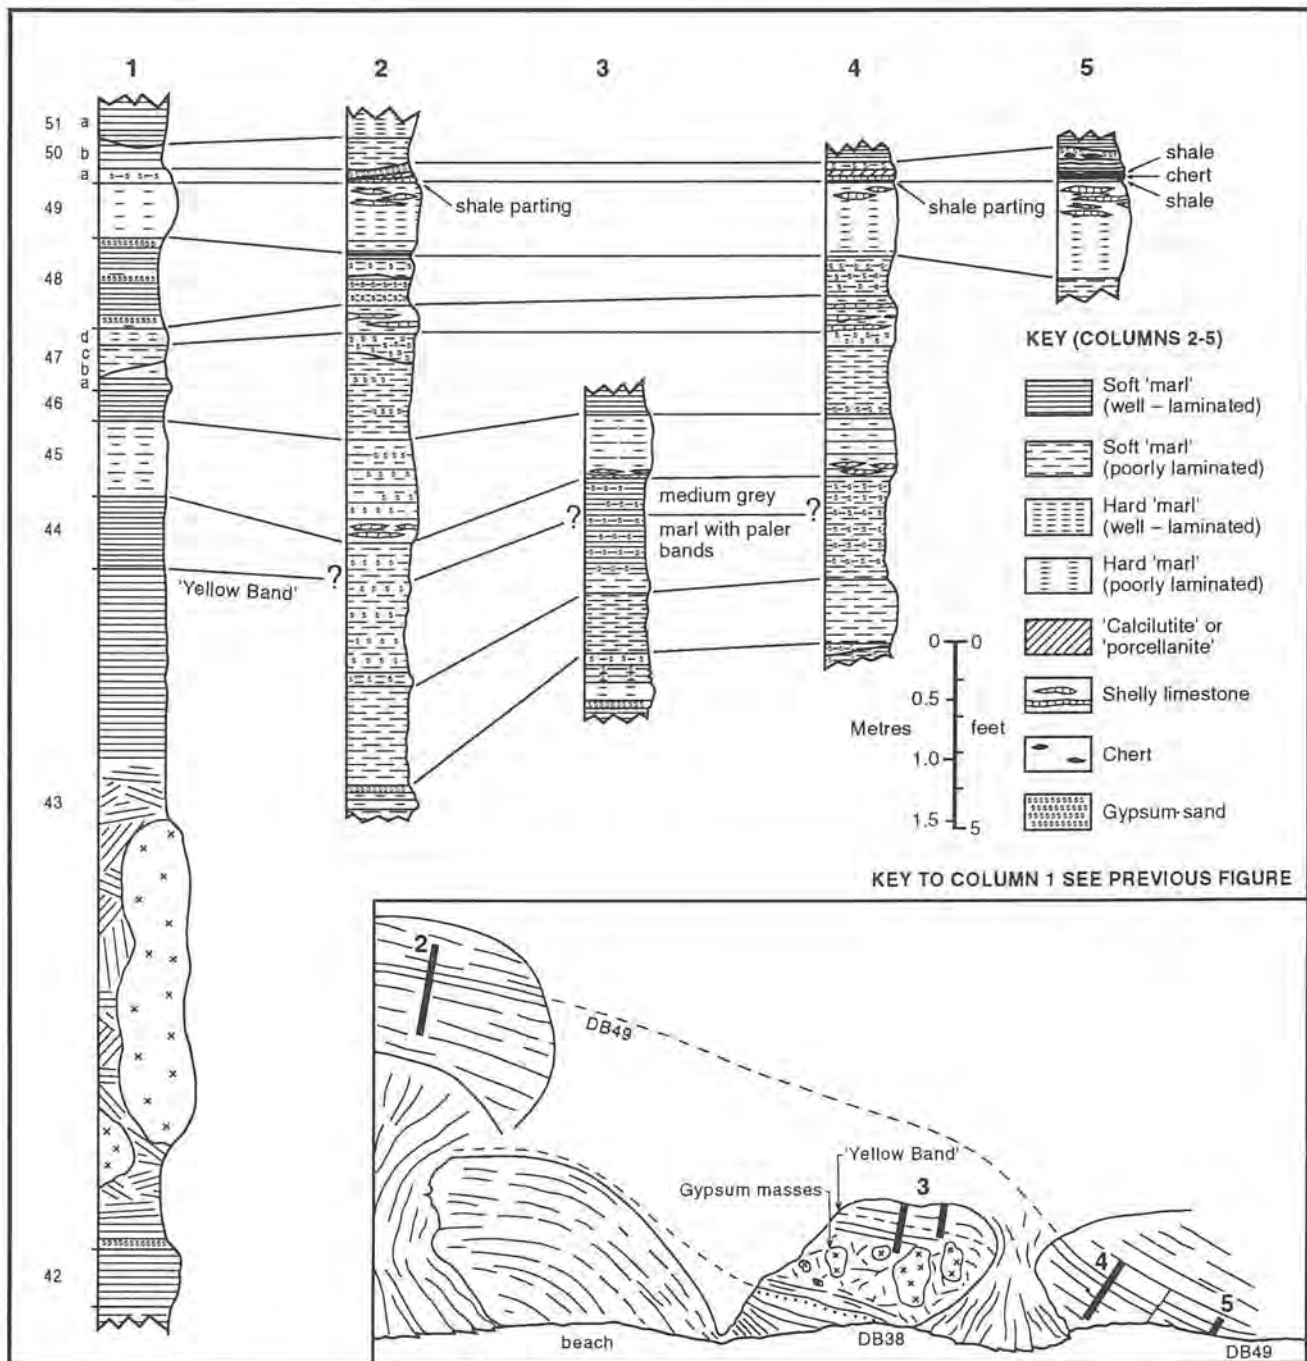 1 2 3 4 5
51 a
50 b
a
49
48
d
47 c
b
a
46
45
44
43
42
shale parting
shale parting
shale
chert
shale
'Yellow Band'
?
?
medium grey
marl with paler
bands
?
KEY (COLUMNS 2-5)
Soft 'marl'
(well – laminated)
Soft 'marl'
(poorly laminated)
Hard 'marl'
(well – laminated)
Hard 'marl'
(poorly laminated)
'Calcilutite' or
'porcellanite'
Shelly limestone
Chert
Gypsum-sand
0 0
0.5
Metres feet
1.0
1.5 5
KEY TO COLUMN 1 SEE PREVIOUS FIGURE
2
DB49
'Yellow Band'
Gypsum masses
3
4
5
beach
DB38
DB49